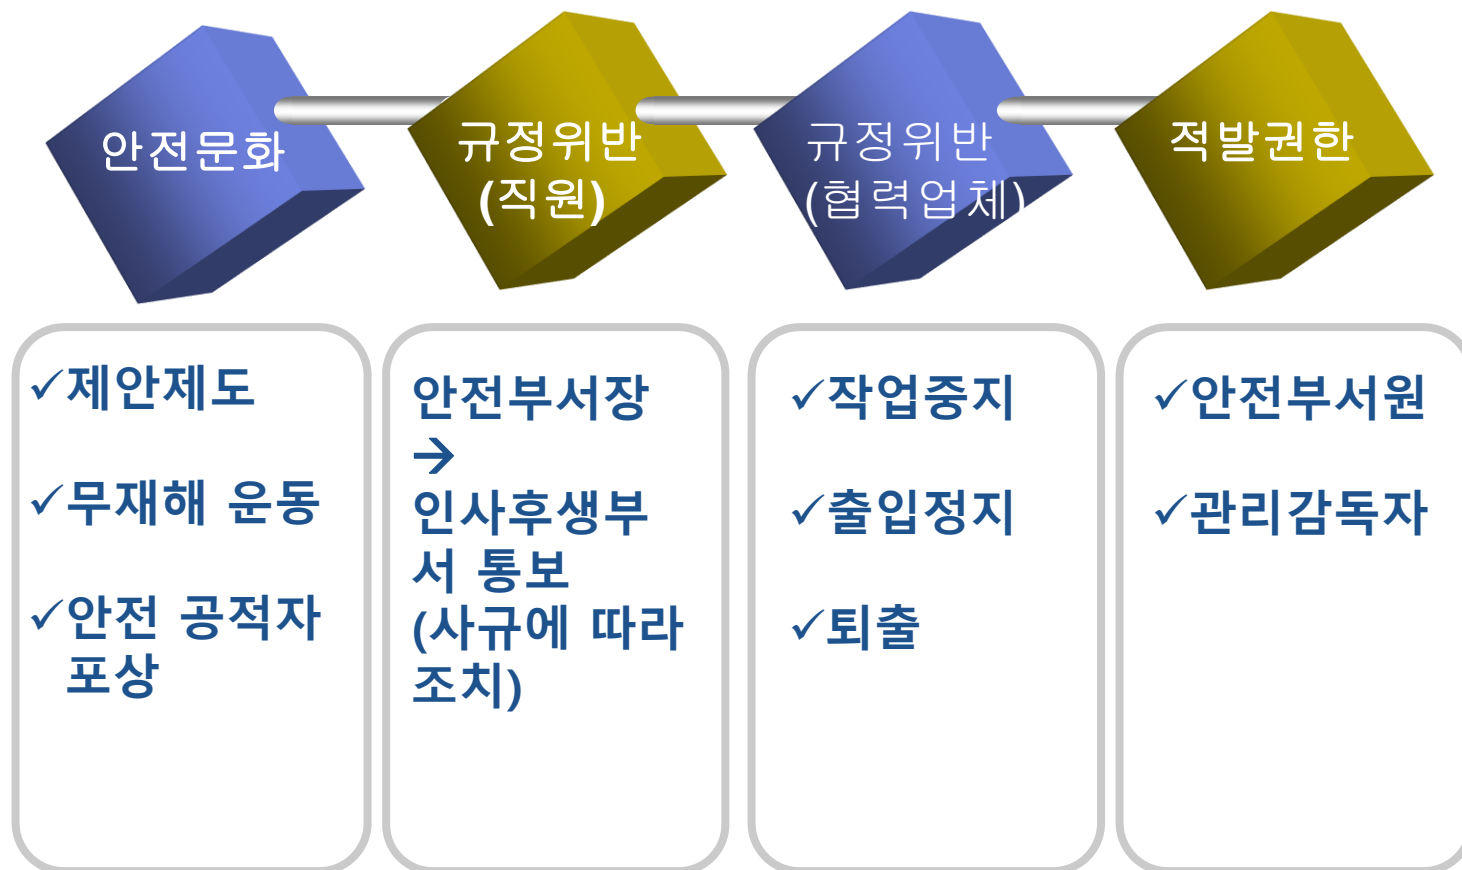 안전문화
규정위반
(직원)
규정위반
(협력업체)
적발권한
✓제안제도
✓무재해 운동
✓안전 공적자
포상
안전부서장
→
인사후생부
서 통보
(사규에 따라
조치)
✓작업중지
✓출입정지
✓퇴출
✓안전부서원
✓관리감독자